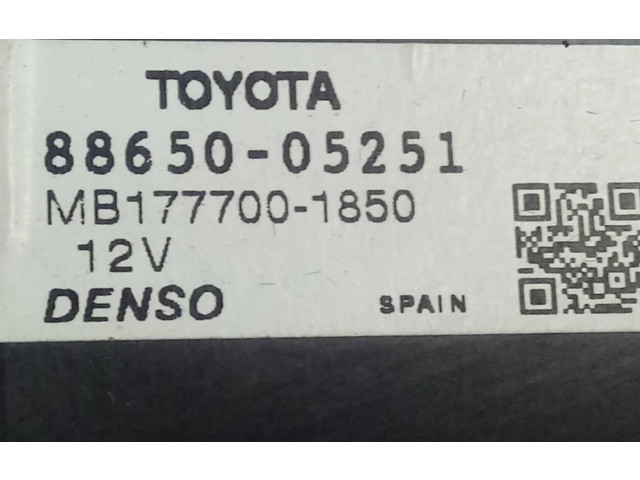 TOYOTA
88650-05251
MB177700-1850
12V
DENSO SPAIN